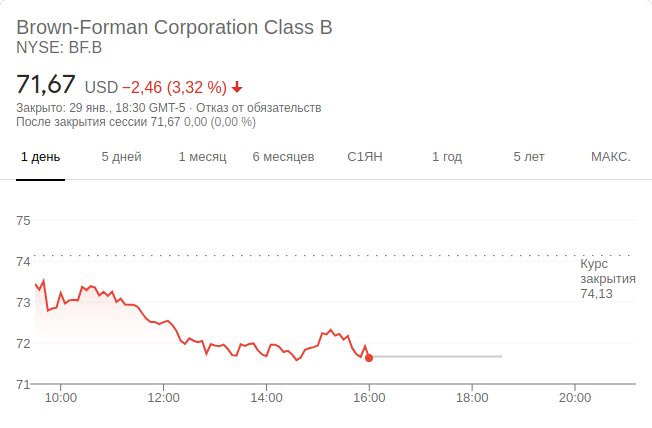 Brown-Forman Corporation Class B
NYSE: BF.B
71,67 USD −2,46 (3,32 %)
Закрыто: 29 янв., 18:30 GMT-5 · Отказ от обязательств
После закрытия сессии 71,67 0,00 (0,00 %)
1 день 5 дней 1 месяц 6 месяцев С1ЯН 1 год 5 лет МАКС.
75
74
Курс
закрытия
74,13
73
72
71
10:00 12:00 14:00 16:00 18:00 20:00